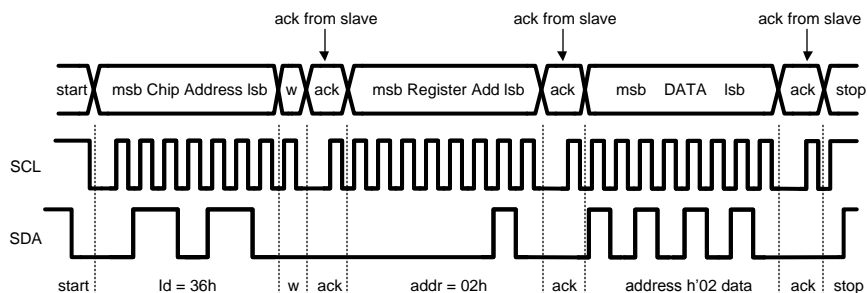 ack from slave ack from slave ack from slave
start msb Chip Address lsb w ack msb Register Add lsb ack msb DATA lsb ack stop
SCL
SDA
start Id = 36h w ack addr = 02h ack address h'02 data ack stop